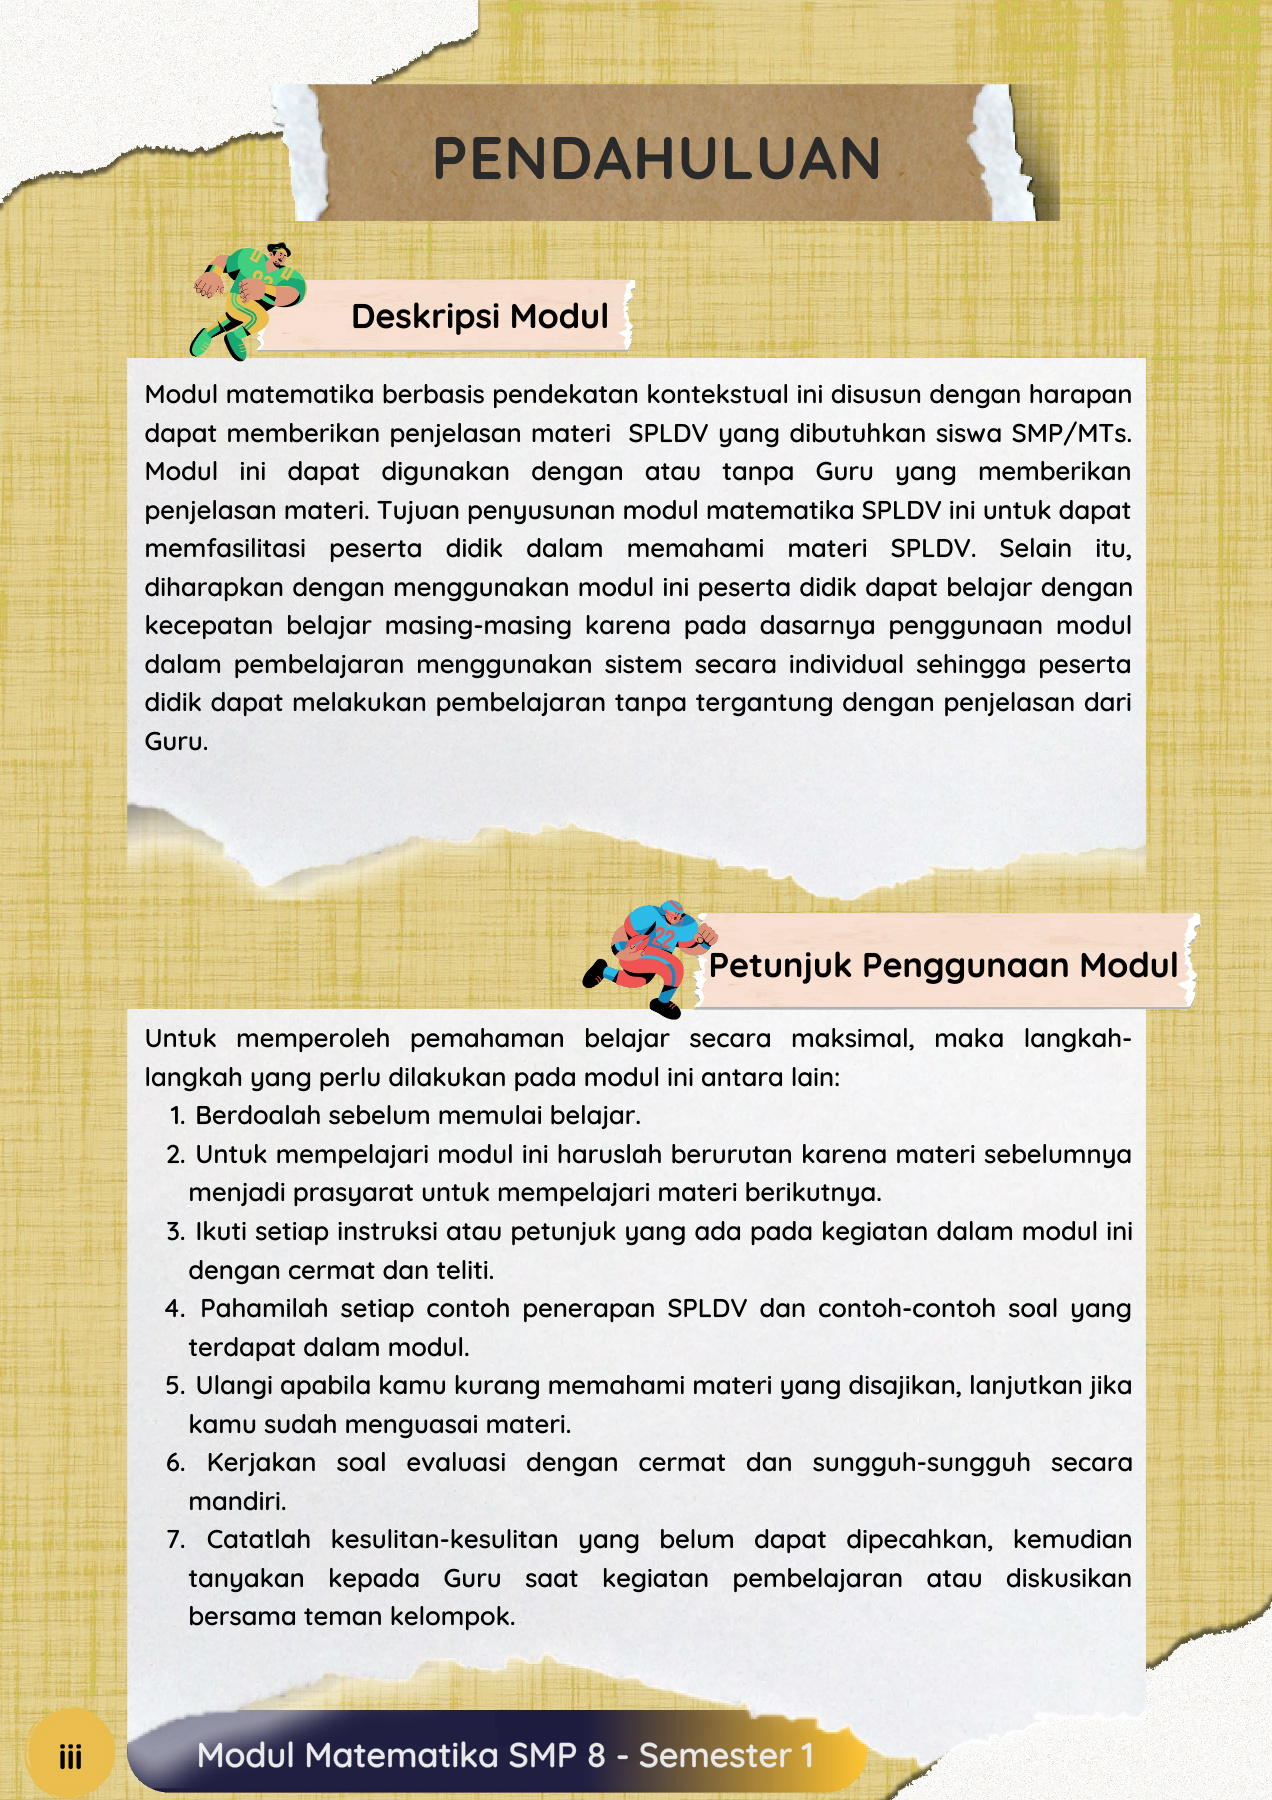 PENDAHULUAN
Deskripsi Modul
Modul matematika berbasis pendekatan kontekstual ini disusun dengan harapan
dapat memberikan penjelasan materi SPLDV yang dibutuhkan siswa SMP/MTs.
Modul ini dapat digunakan dengan atau tanpa Guru yang memberikan
penjelasan materi. Tujuan penyusunan modul matematika SPLDV ini untuk dapat
memfasilitasi peserta didik dalam memahami materi SPLDV. Selain itu,
diharapkan dengan menggunakan modul ini peserta didik dapat belajar dengan
kecepatan belajar masing-masing karena pada dasarnya penggunaan modul
dalam pembelajaran menggunakan sistem secara individual sehingga peserta
didik dapat melakukan pembelajaran tanpa tergantung dengan penjelasan dari
Guru.
22
Petunjuk Penggunaan Modul
Untuk memperoleh pemahaman belajar secara maksimal, maka langkah-
langkah yang perlu dilakukan pada modul ini antara lain:
1. Berdoalah sebelum memulai belajar.
2. Untuk mempelajari modul ini haruslah berurutan karena materi sebelumnya
menjadi prasyarat untuk mempelajari materi berikutnya.
3. Ikuti setiap instruksi atau petunjuk yang ada pada kegiatan dalam modul ini
dengan cermat dan teliti.
4. Pahamilah setiap contoh penerapan SPLDV dan contoh-contoh soal yang
terdapat dalam modul.
5. Ulangi apabila kamu kurang memahami materi yang disajikan, lanjutkan jika
kamu sudah menguasai materi.
6. Kerjakan soal evaluasi dengan cermat dan sungguh-sungguh secara
mandiri.
7. Catatlah kesulitan-kesulitan yang belum dapat dipecahkan, kemudian
tanyakan kepada Guru saat kegiatan pembelajaran atau diskusikan
bersama teman kelompok.
iii
Modul Matematika SMP 8 - Semester 1